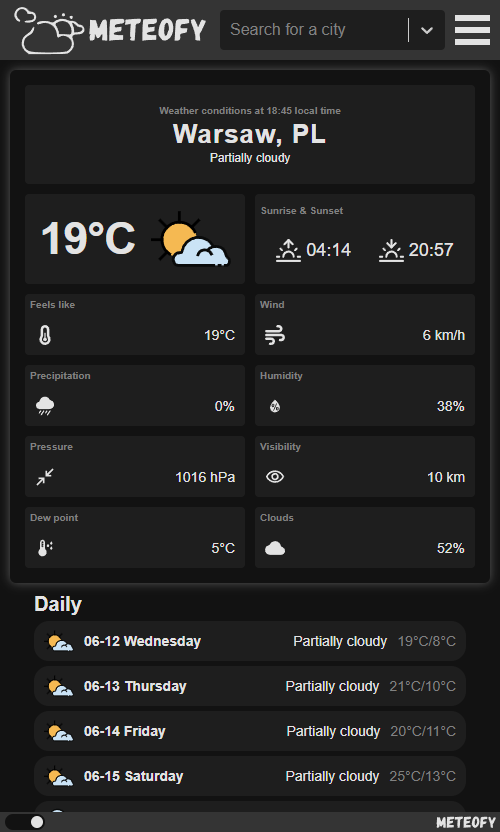 METEOFY
Search for a city
Weather conditions at 18:45 local time
Warsaw, PL
Partially cloudy
19°C
Sunrise & Sunset
04:14 20:57
Feels like
19°C
Wind
6 km/h
Precipitation
0%
Humidity
38%
Pressure
1016 hPa
Visibility
10 km
Dew point
5°C
Clouds
52%
Daily
06-12 Wednesday Partially cloudy 19°C/8°C
06-13 Thursday Partially cloudy 21°C/10°C
06-14 Friday Partially cloudy 20°C/11°C
06-15 Saturday Partially cloudy 25°C/13°C
METEOFY